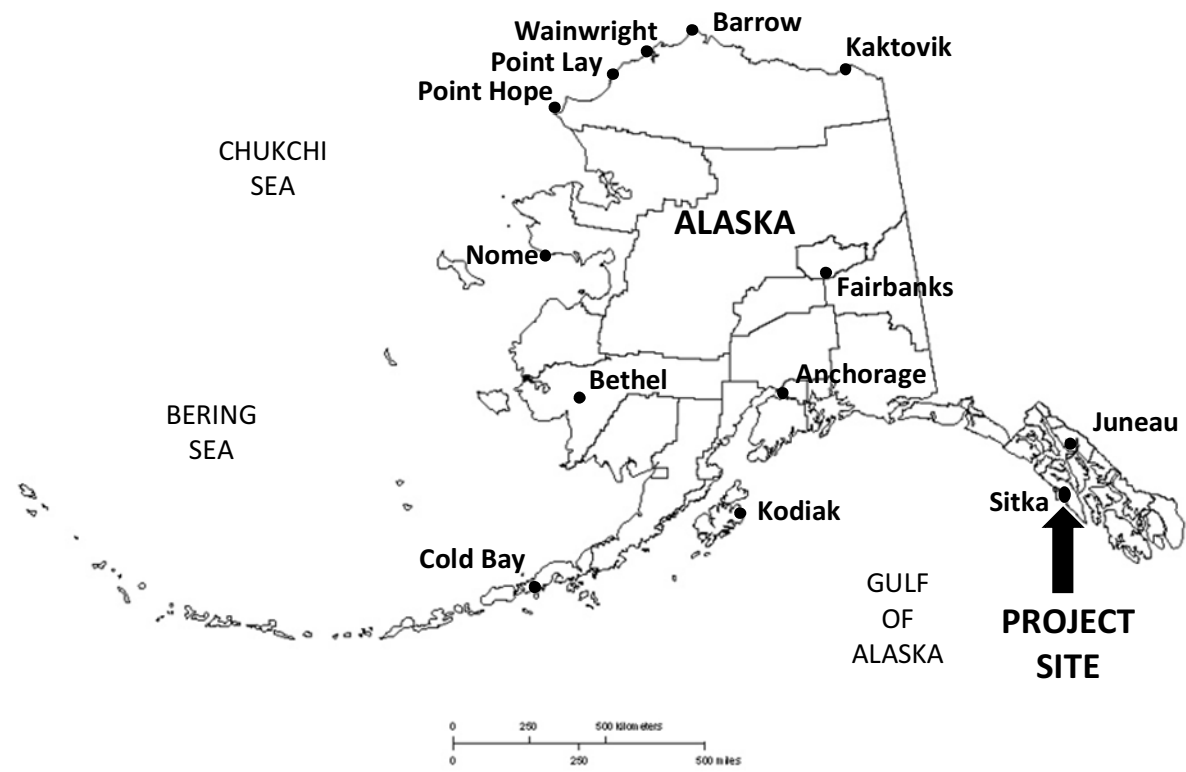 Barrow
Wainwright
Kaktovik
Point Lay
Point Hope
CHUKCHI
SEA
ALASKA
Nome
Fairbanks
Anchorage
Bethel
BERING
SEA
Juneau
Sitka
Kodiak
Cold Bay
GULF
OF
ALASKA
PROJECT
SITE
0 250 500 kilometers
0 250 500 miles